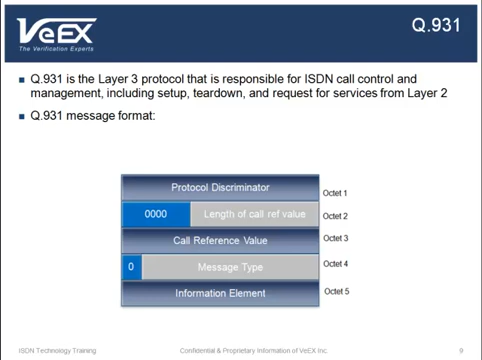 VeEX
The Verification Experts
Q.931
Q.931 is the Layer 3 protocol that is responsible for ISDN call control and
management, including setup, teardown, and request for services from Layer 2
Q.931 message format:
Protocol Discriminator Octet 1
0000 Length of call ref value Octet 2
Call Reference Value Octet 3
0 Message Type Octet 4
Information Element Octet 5
ISDN Technology Training Confidential & Proprietary Information of VeEX Inc. 9